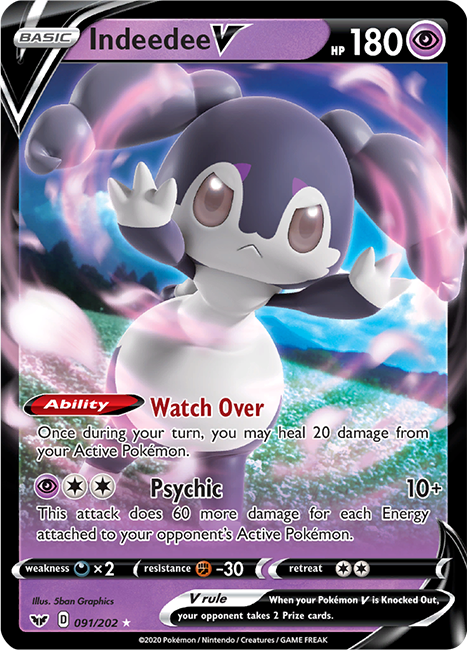 BASIC Indeedee V HP 180
Ability Watch Over
Once during your turn, you may heal 20 damage from
your Active Pokémon.
Psychic 10+
This attack does 60 more damage for each Energy
attached to your opponent's Active Pokémon.
weakness ×2 resistance -30 retreat
Illus. 5ban Graphics
V rule When your Pokémon V is Knocked Out,
your opponent takes 2 Prize cards.
D 091/202 ★
©2020 Pokémon / Nintendo / Creatures / GAME FREAK